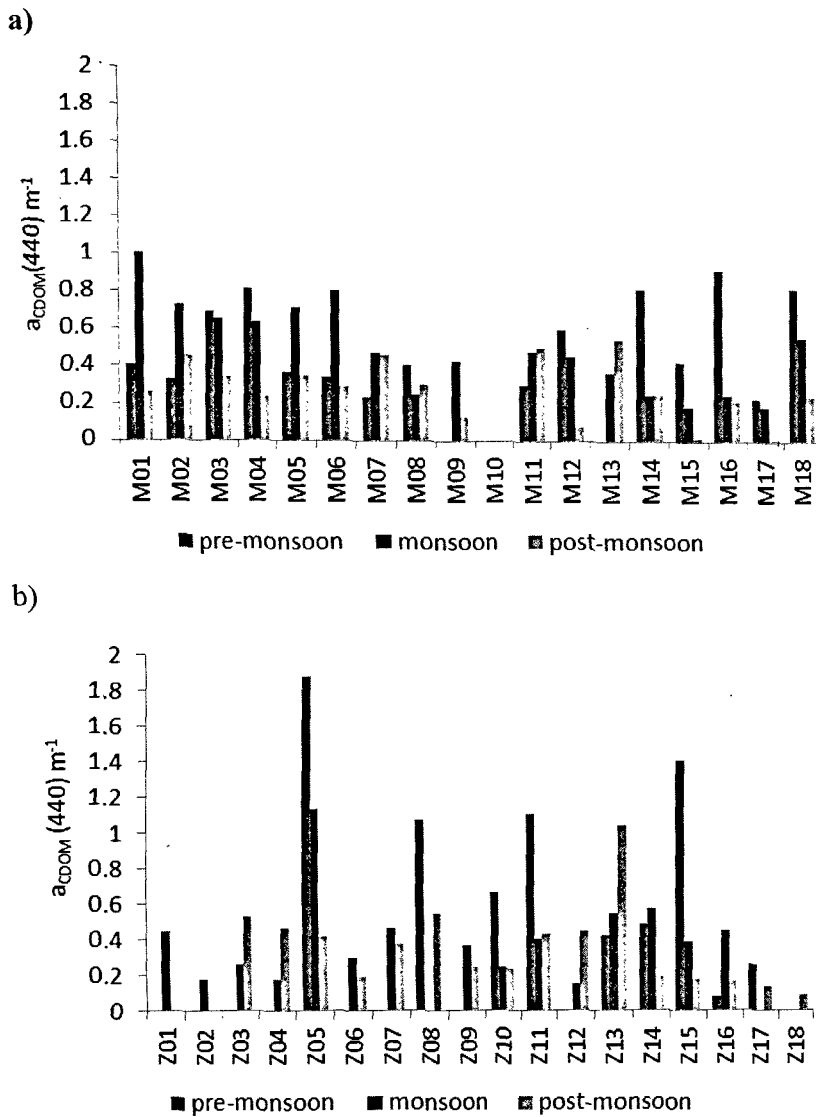 a)
2
1.8
1.6
1.4
1.2
1
0.8
0.6
0.4
0.2
0
a_CDOM(440) m⁻¹
M01 M02 M03 M04 M05 M06 M07 M08 M09 M10 M11 M12 M13 M14 M15 M16 M17 M18
pre-monsoon monsoon post-monsoon
b)
2
1.8
1.6
1.4
1.2
1
0.8
0.6
0.4
0.2
0
a_CDOM (440) m⁻¹
Z01 Z02 Z03 Z04 Z05 Z06 Z07 Z08 Z09 Z10 Z11 Z12 Z13 Z14 Z15 Z16 Z17 Z18
pre-monsoon monsoon post-monsoon